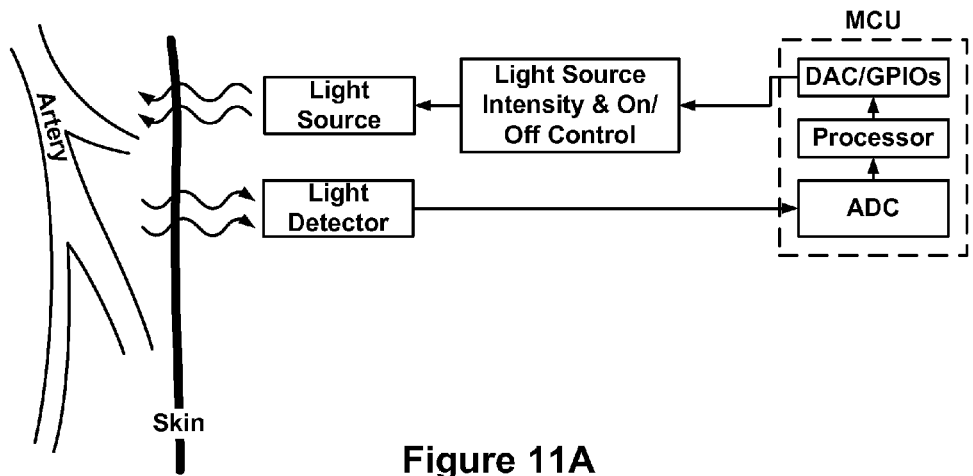 MCU
Artery
Light
Source
Light Source
Intensity & On/
Off Control
DAC/GPIOs
Processor
Light
Detector
ADC
Skin
Figure 11A